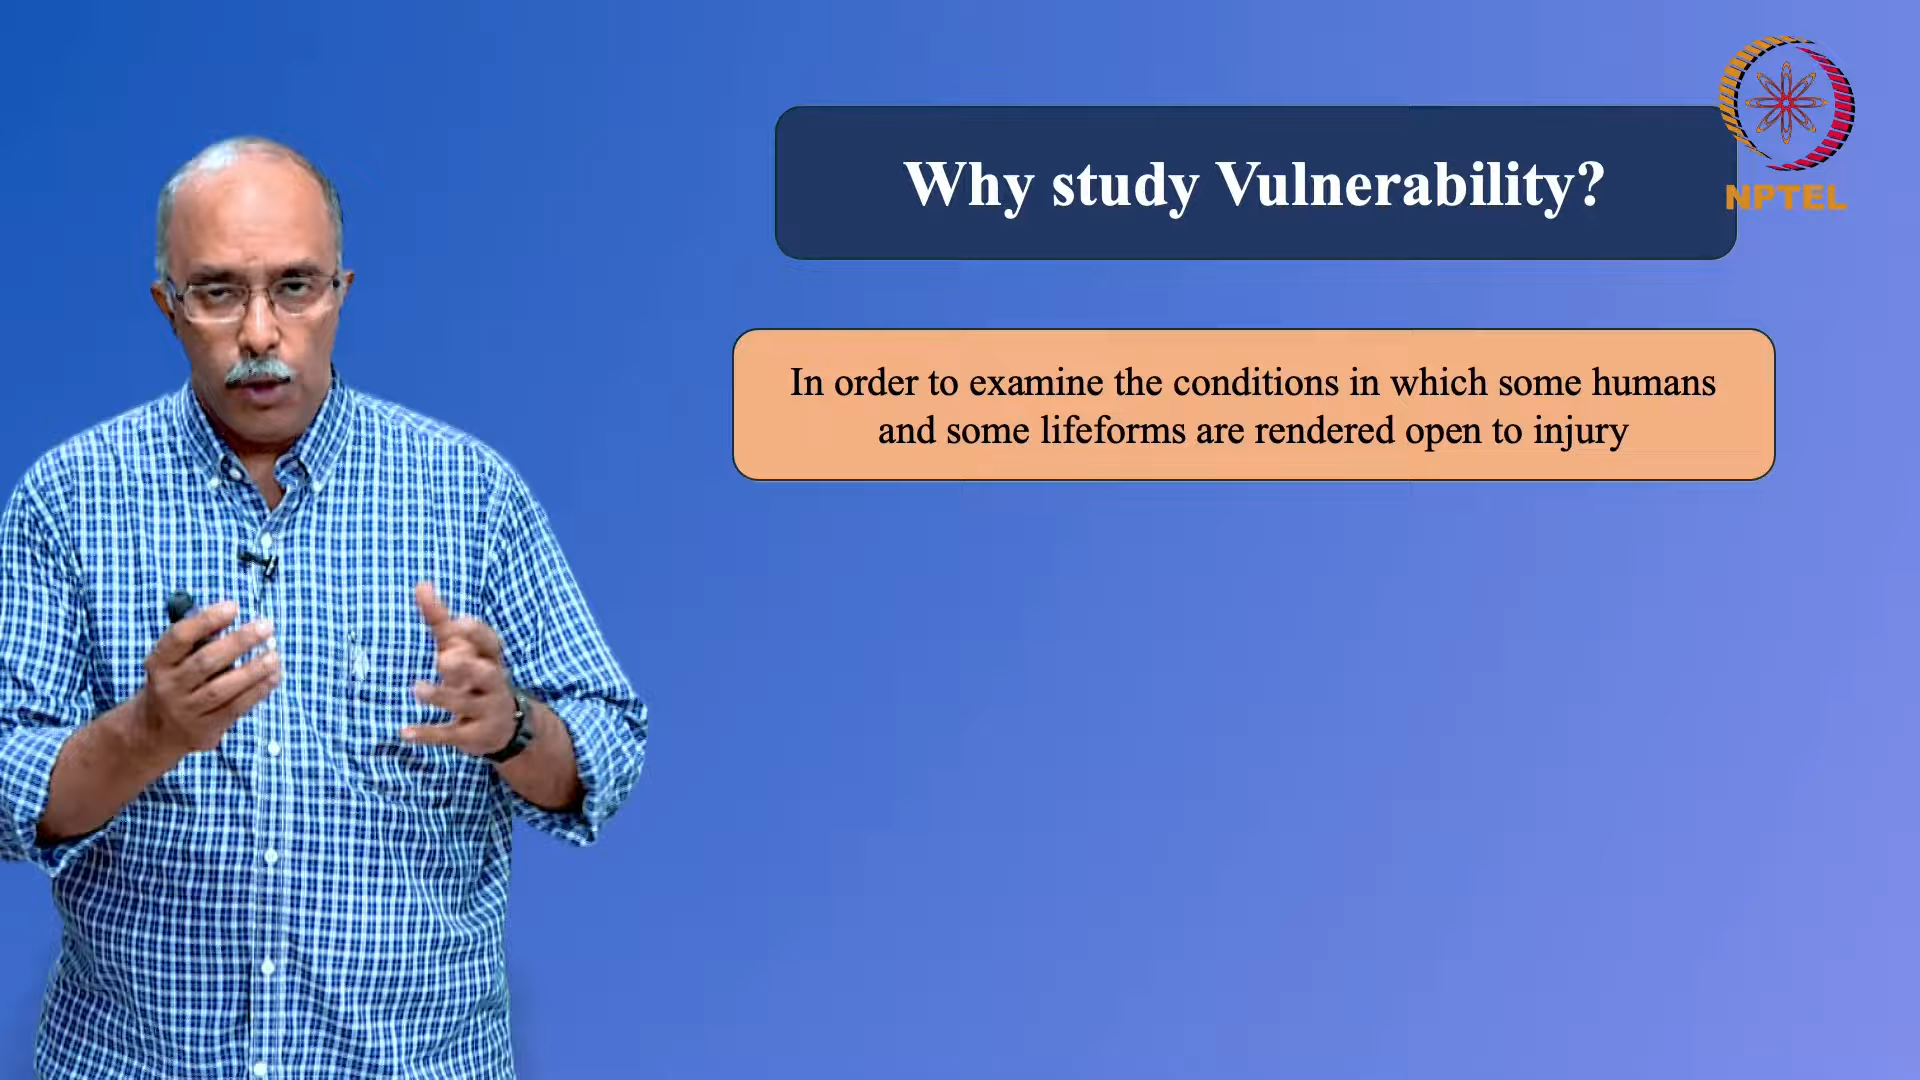 Why study Vulnerability?
NPTEL
In order to examine the conditions in which some humans
and some lifeforms are rendered open to injury